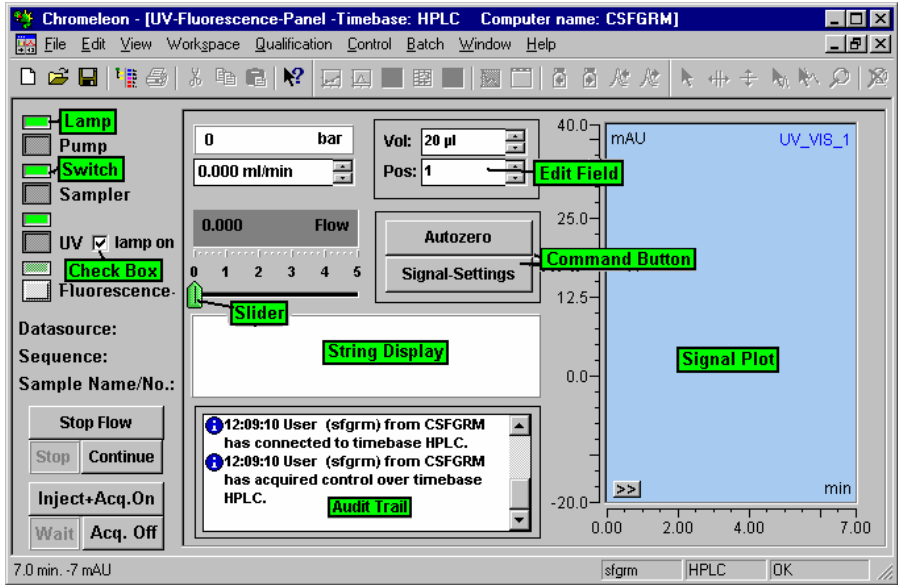 Chromeleon - [UV-Fluorescence-Panel -Timebase: HPLC    Computer name: CSFGRM]
File Edit View Workspace Qualification Control Batch Window Help
Lamp
Pump
Switch
Sampler
UV lamp on
Check Box
Fluorescence-
Datasource:
Sequence:
Sample Name/No.:
Stop Flow
Stop Continue
Inject+Acq.On
Wait Acq. Off
0 bar
0.000 ml/min
0.000 Flow
0 1 2 3 4 5
Slider
Vol: 20 µl
Pos: 1
Edit Field
Autozero
Command Button
Signal-Settings
String Display
12:09:10 User (sfgrm) from CSFGRM
has connected to timebase HPLC.
12:09:10 User (sfgrm) from CSFGRM
has acquired control over timebase
HPLC.
Audit Trail
40.0
mAU UV_VIS_1
25.0
12.5
Signal Plot
0.0
>> min
-20.0
0.00 2.00 4.00 7.00
7.0 min. -7 mAU sfgrm HPLC OK